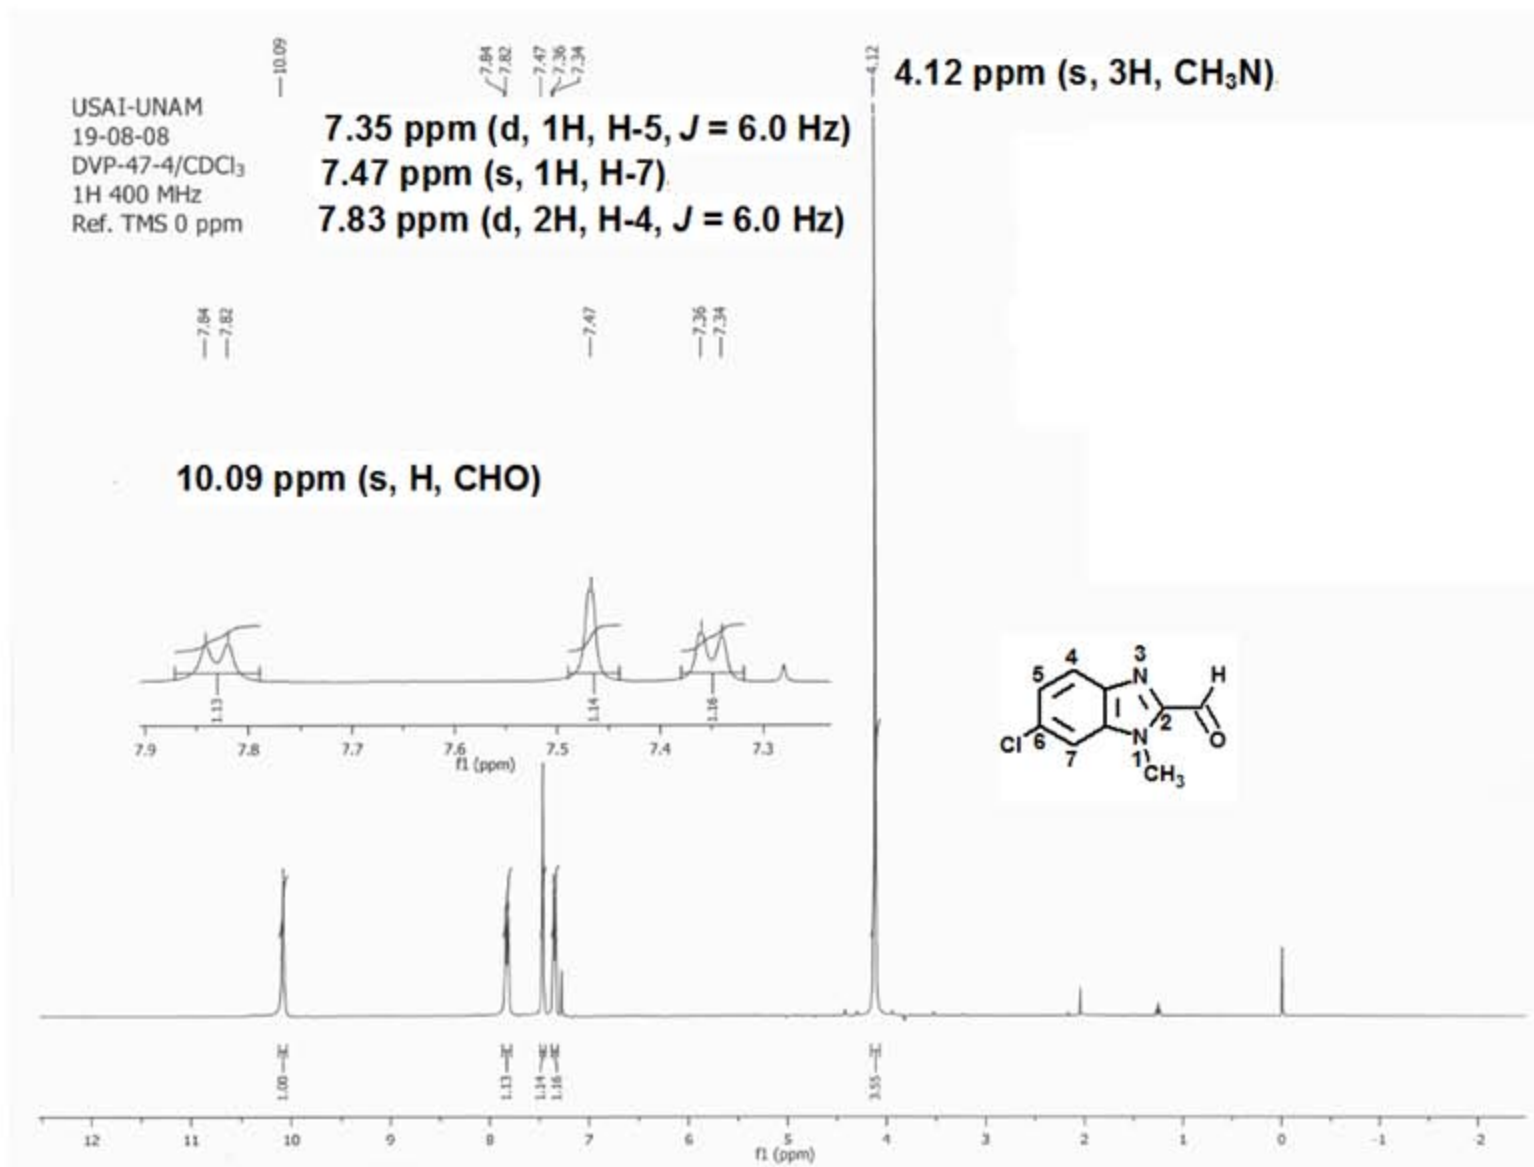 —10.09
7.84
7.82
—7.47
7.36
7.34
—4.12
4.12 ppm (s, 3H, CH₃N)
USAI-UNAM
19-08-08
DVP-47-4/CDCl₃
1H 400 MHz
Ref. TMS 0 ppm
7.35 ppm (d, 1H, H-5, J = 6.0 Hz)
7.47 ppm (s, 1H, H-7)
7.83 ppm (d, 2H, H-4, J = 6.0 Hz)
—7.84
—7.82
—7.47
—7.36
—7.34
10.09 ppm (s, H, CHO)
1.13
1.14
1.16
7.9 7.8 7.7 7.6 7.5 7.4 7.3
f1 (ppm)
4 3 H
5
2
Cl 6 N O
7 1
CH₃
N
1.00
1.13
1.14
1.16
3.55
12 11 10 9 8 7 6 5 4 3 2 1 0 -1 -2
f1 (ppm)